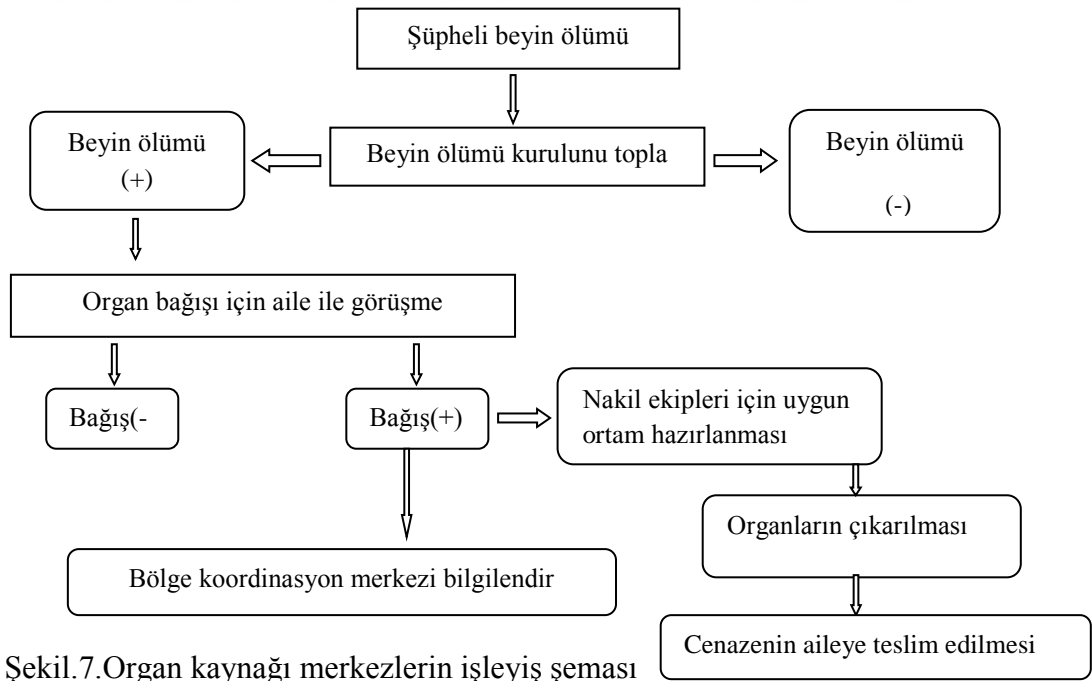 Şüpheli beyin ölümü
Beyin ölümü
(+)
Beyin ölümü kurulunu topla
Beyin ölümü
(-)
Organ bağışı için aile ile görüşme
Bağış(-
Bağış(+)
Nakil ekipleri için uygun
ortam hazırlanması
Organların çıkarılması
Bölge koordinasyon merkezi bilgilendir
Cenazenin aileye teslim edilmesi
Şekil.7.Organ kaynağı merkezlerin işleyiş şeması